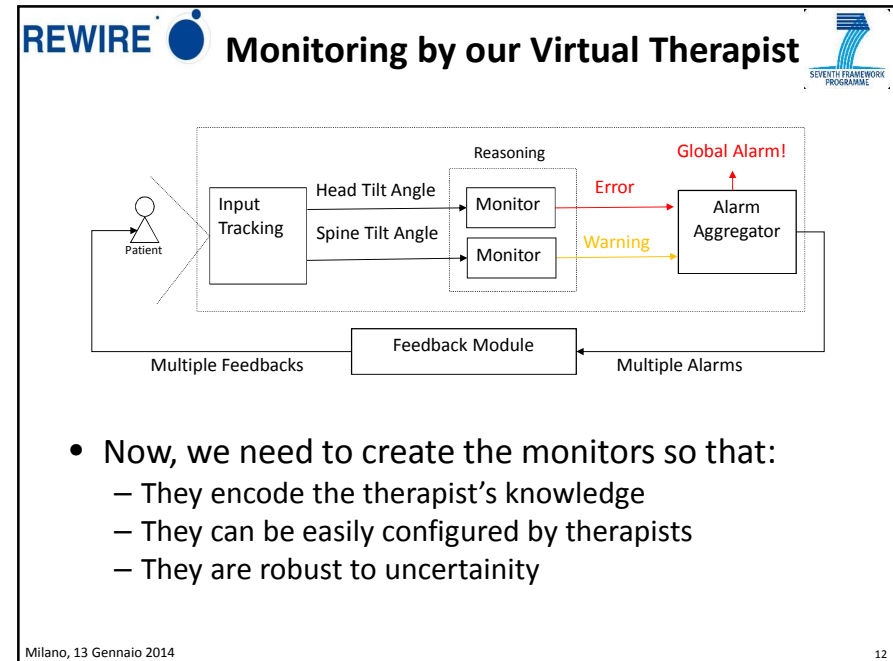 REWIRE
Monitoring by our Virtual Therapist
7
SEVENTH FRAMEWORK
PROGRAMME
Reasoning
Global Alarm!
Patient
Input
Tracking
Head Tilt Angle
Spine Tilt Angle
Monitor
Monitor
Error
Warning
Alarm
Aggregator
Multiple Feedbacks
Feedback Module
Multiple Alarms
• Now, we need to create the monitors so that:
– They encode the therapist's knowledge
– They can be easily configured by therapists
– They are robust to uncertainity
Milano, 13 Gennaio 2014
12